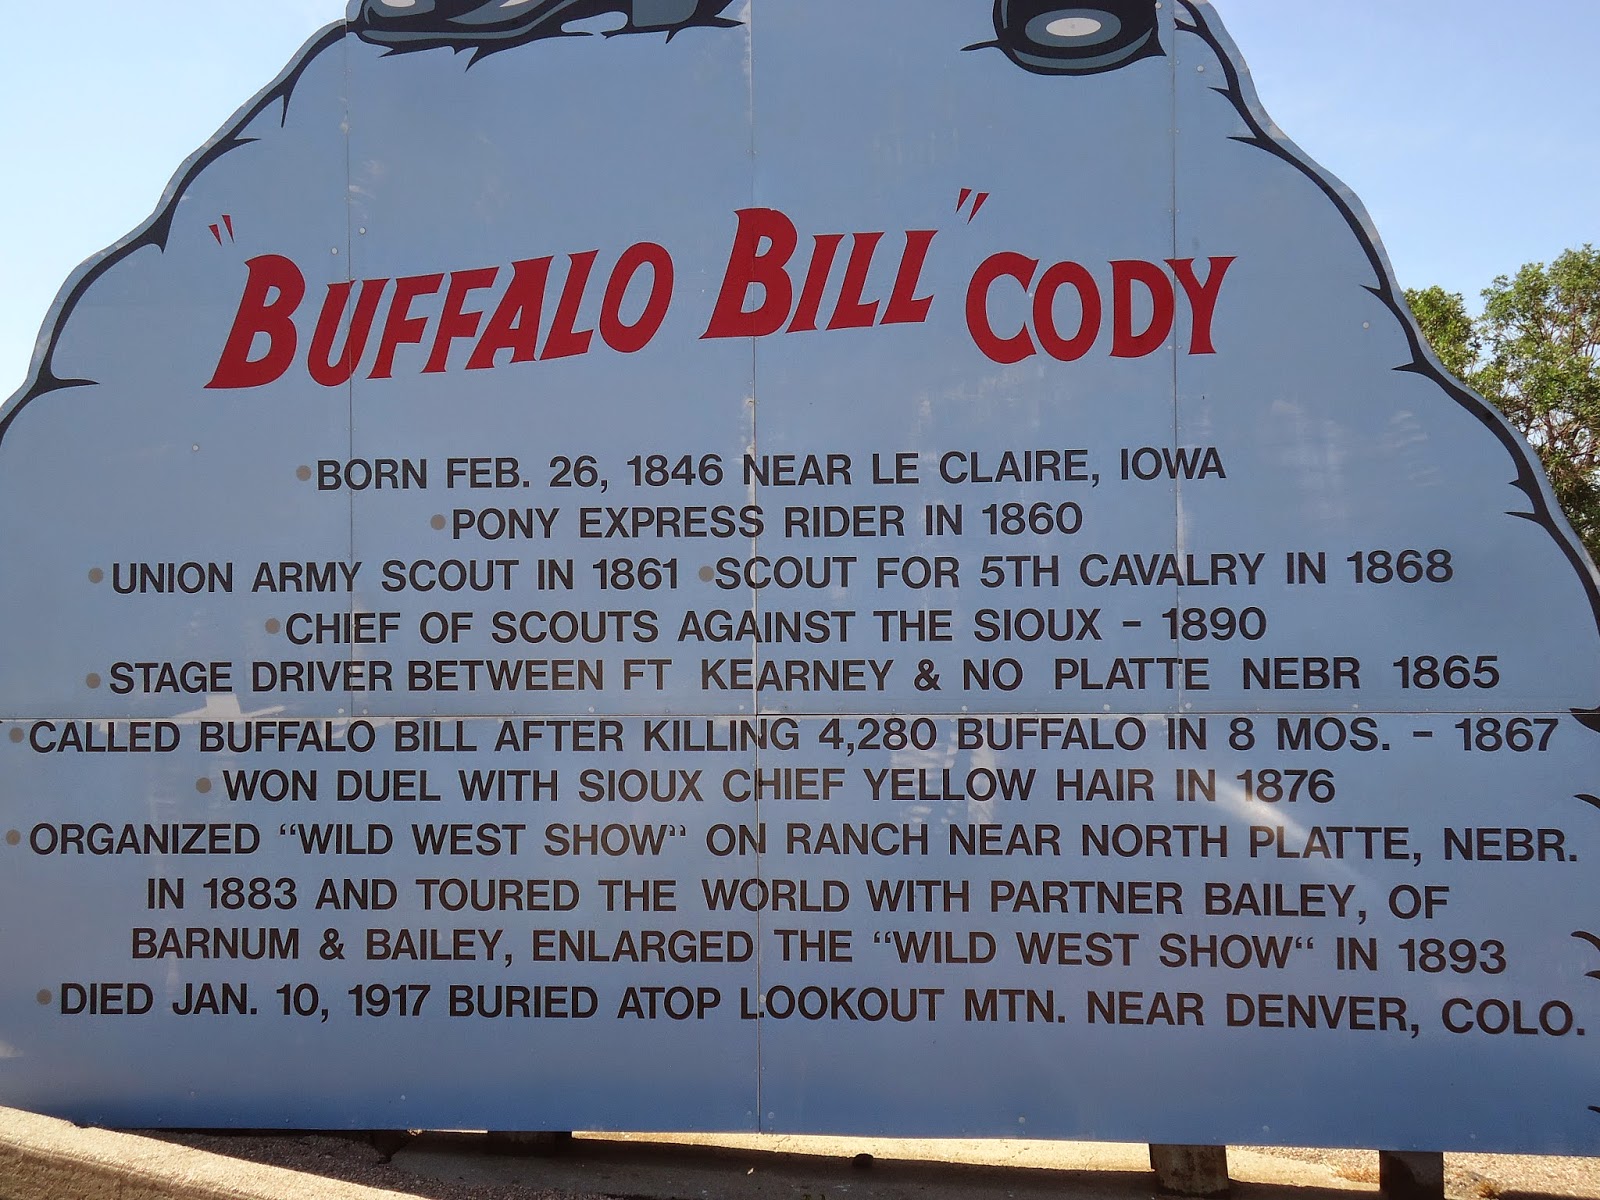 "BUFFALO BILL" CODY
•BORN FEB. 26, 1846 NEAR LE CLAIRE, IOWA
•PONY EXPRESS RIDER IN 1860
•UNION ARMY SCOUT IN 1861 •SCOUT FOR 5TH CAVALRY IN 1868
•CHIEF OF SCOUTS AGAINST THE SIOUX - 1890
•STAGE DRIVER BETWEEN FT KEARNEY & NO PLATTE NEBR 1865
•CALLED BUFFALO BILL AFTER KILLING 4,280 BUFFALO IN 8 MOS. - 1867
•WON DUEL WITH SIOUX CHIEF YELLOW HAIR IN 1876
•ORGANIZED "WILD WEST SHOW" ON RANCH NEAR NORTH PLATTE, NEBR.
IN 1883 AND TOURED THE WORLD WITH PARTNER BAILEY, OF
BARNUM & BAILEY, ENLARGED THE "WILD WEST SHOW" IN 1893
•DIED JAN. 10, 1917 BURIED ATOP LOOKOUT MTN. NEAR DENVER, COLO.